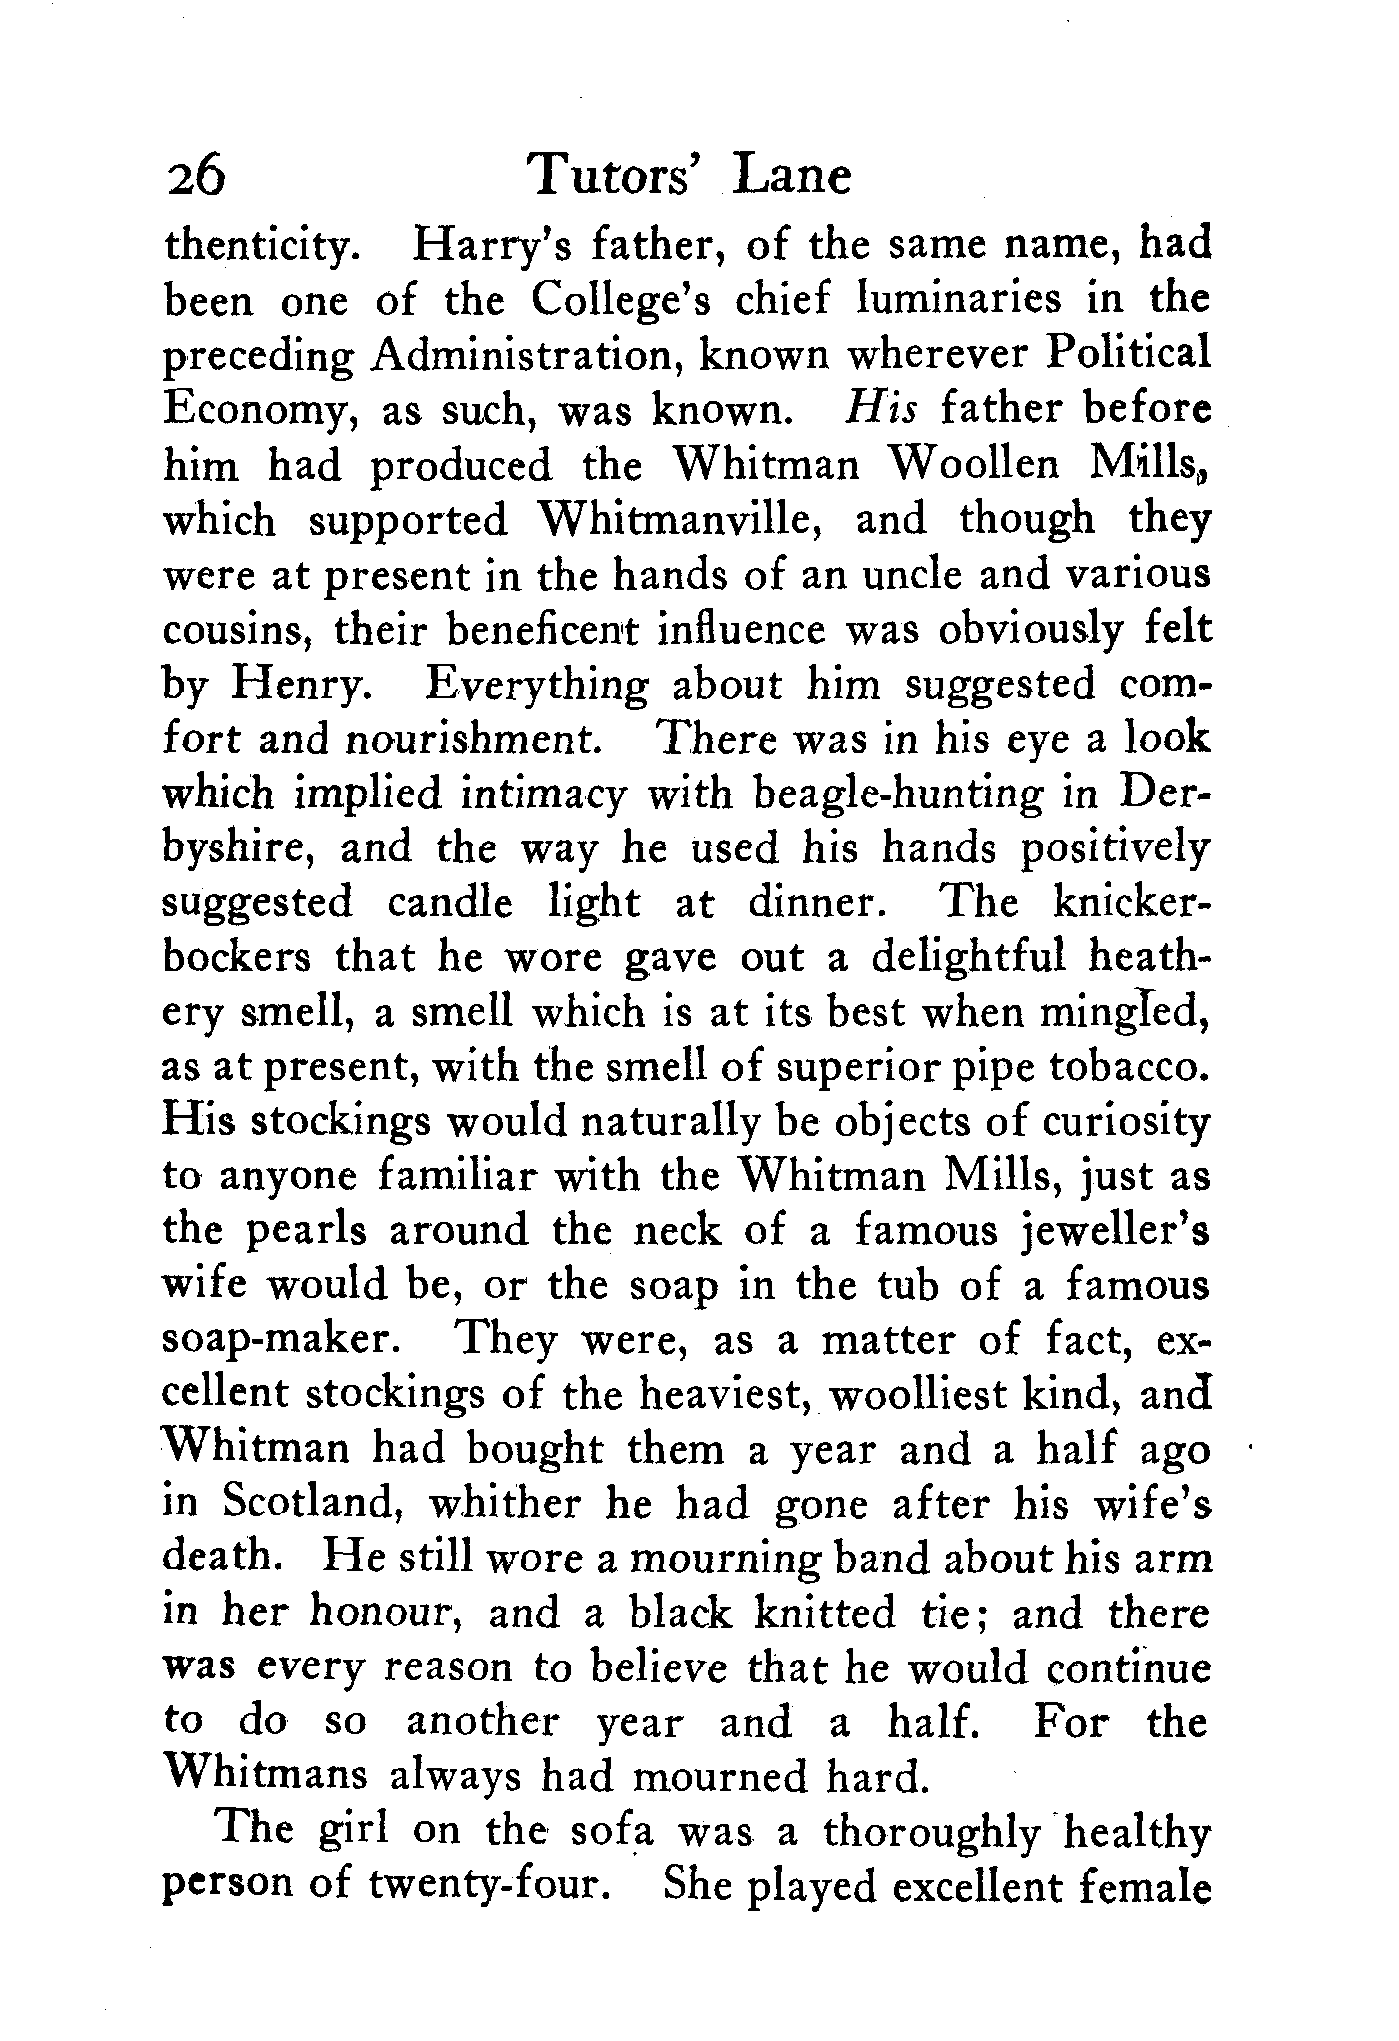 26 Tutors' Lane
thenticity. Harry's father, of the same name, had
been one of the College's chief luminaries in the
preceding Administration, known wherever Political
Economy, as such, was known. His father before
him had produced the Whitman Woollen Mills,
which supported Whitmanville, and though they
were at present in the hands of an uncle and various
cousins, their beneficent influence was obviously felt
by Henry. Everything about him suggested com-
fort and nourishment. There was in his eye a look
which implied intimacy with beagle-hunting in Der-
byshire, and the way he used his hands positively
suggested candle light at dinner. The knicker-
bockers that he wore gave out a delightful heath-
ery smell, a smell which is at its best when mingled,
as at present, with the smell of superior pipe tobacco.
His stockings would naturally be objects of curiosity
to anyone familiar with the Whitman Mills, just as
the pearls around the neck of a famous jeweller's
wife would be, or the soap in the tub of a famous
soap-maker. They were, as a matter of fact, ex-
cellent stockings of the heaviest, woolliest kind, and
Whitman had bought them a year and a half ago
in Scotland, whither he had gone after his wife's
death. He still wore a mourning band about his arm
in her honour, and a black knitted tie; and there
was every reason to believe that he would continue
to do so another year and a half. For the
Whitmans always had mourned hard.
The girl on the sofa was a thoroughly healthy
person of twenty-four. She played excellent female